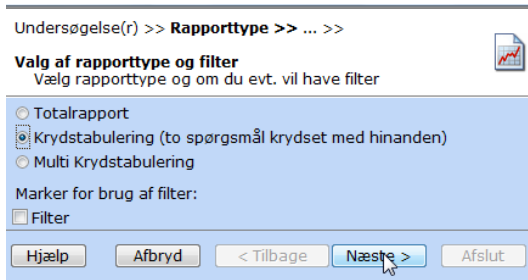 Undersøgelse(r) >> Rapporttype >> ... >>
Valg af rapporttype og filter
Vælg rapporttype og om du evt. vil have filter
Totalrapport
Krydstabulering (to spørgsmål krydset med hinanden)
Multi Krydstabulering
Marker for brug af filter:
Filter
Hjælp Afbryd < Tilbage Næste > Afslut